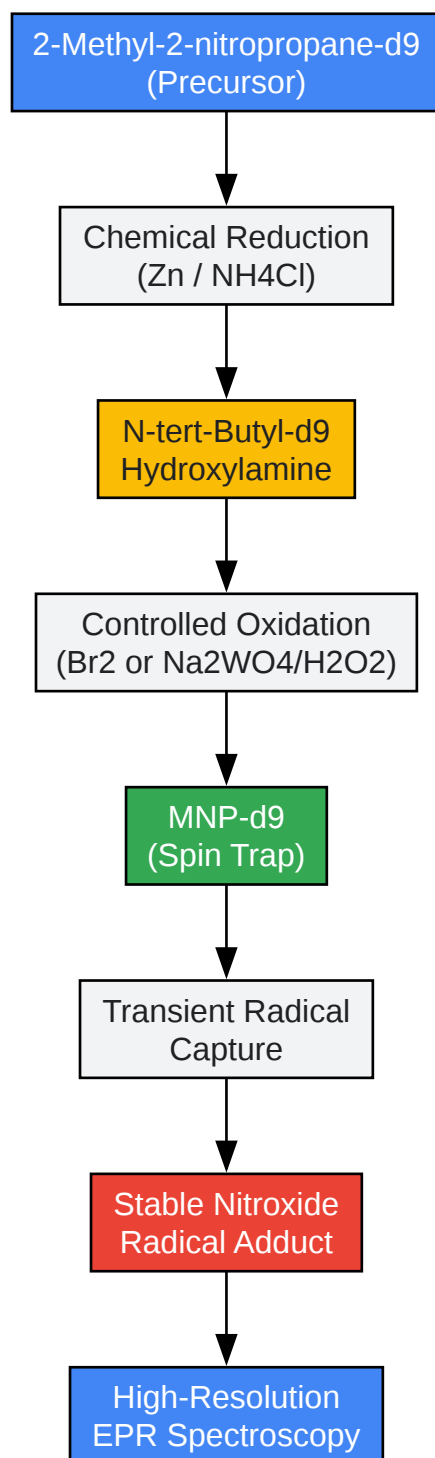 2-Methyl-2-nitropropane-d9
(Precursor)
Chemical Reduction
(Zn / NH4Cl)
N-tert-Butyl-d9
Hydroxylamine
Controlled Oxidation
(Br2 or Na2WO4/H2O2)
MNP-d9
(Spin Trap)
Transient Radical
Capture
Stable Nitroxide
Radical Adduct
High-Resolution
EPR Spectroscopy